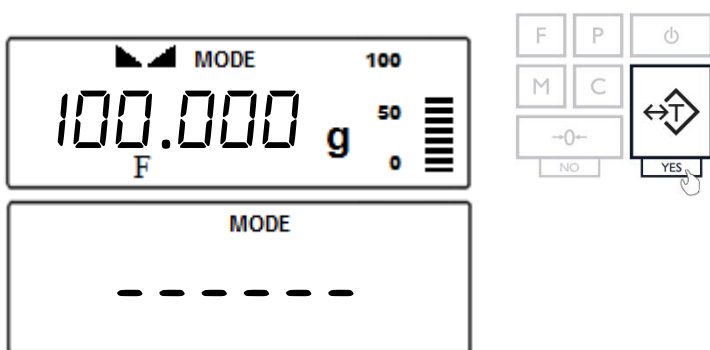 MODE
100
100.000 g
50
F
0
MODE
- - - - - -
F P
M C
T
→0←
NO YES